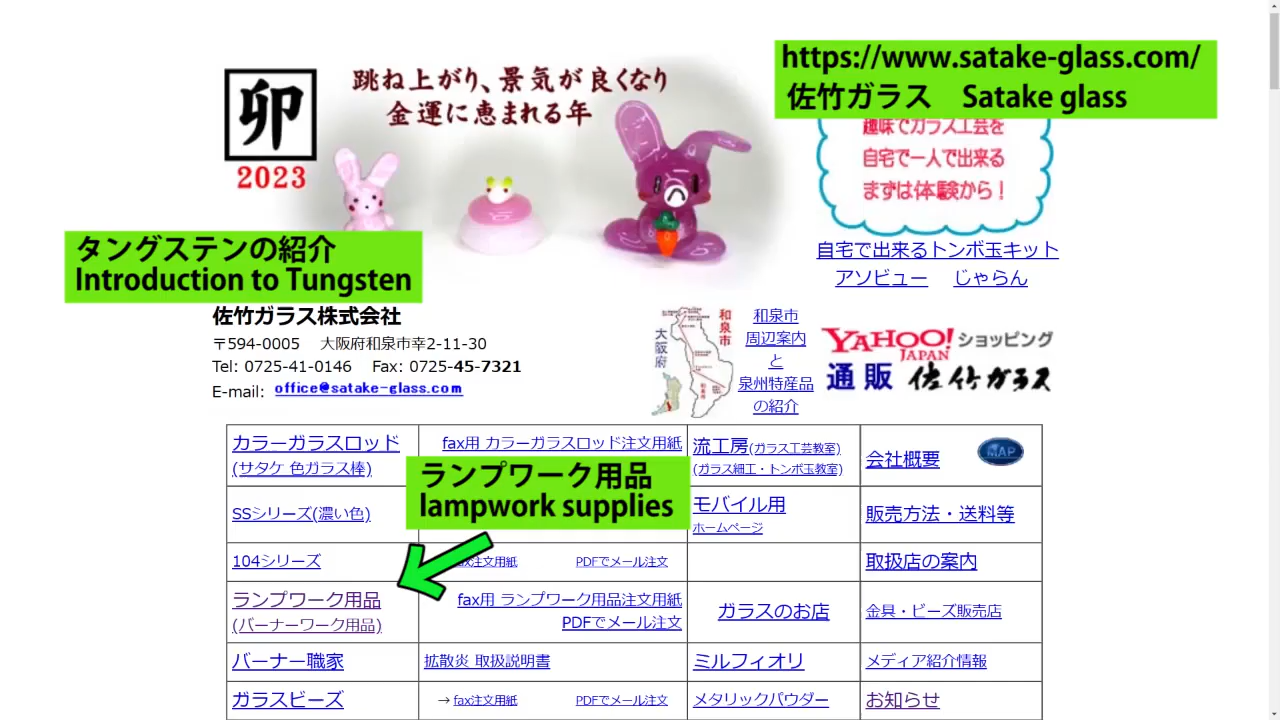 https://www.satake-glass.com/
佐竹ガラス Satake glass
卯
2023
跳ね上がり、景気が良くなり
金運に恵まれる年
趣味でガラス工芸を
自宅で一人で出来る
まずは体験から!
自宅で出来るトンボ玉キット
アソビュー じゃらん
タングステンの紹介
Introduction to Tungsten
佐竹ガラス株式会社
〒594-0005 大阪府和泉市幸2-11-30
Tel: 0725-41-0146 Fax: 0725-45-7321
E-mail: office@satake-glass.com
大阪府
和泉市
和泉市
周辺案内
と
泉州特産品
の紹介
YAHOO! ショッピング
JAPAN
通販 佐竹ガラス
カラーガラスロッド
(サタケ 色ガラス棒)
fax用 カラーガラスロッド注文用紙
流工房(ガラス工芸教室)
(ガラス細工・トンボ玉教室)
会社概要
MAP
ランプワーク用品
lampwork supplies
SSシリーズ(濃い色)
モバイル用
ホームページ
販売方法・送料等
104シリーズ
fax注文用紙
PDFでメール注文
取扱店の案内
ランプワーク用品
(バーナーワーク用品)
fax用 ランプワーク用品注文用紙
PDFでメール注文
ガラスのお店
金具・ビーズ販売店
バーナー職家
拡散炎 取扱説明書
ミルフィオリ
メディア紹介情報
ガラスビーズ
→ fax注文用紙
PDFでメール注文
メタリックパウダー
お知らせ